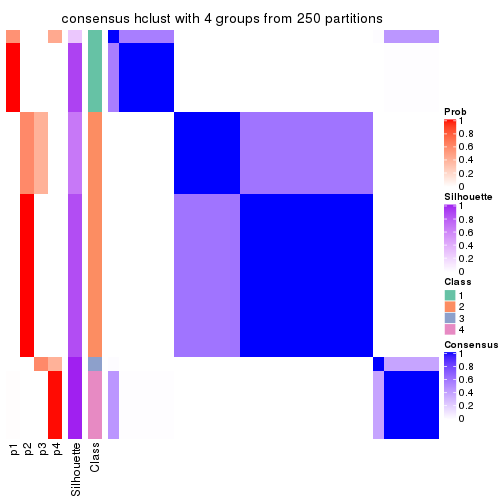 consensus hclust with 4 groups from 250 partitions
Prob
1
0.8
0.6
0.4
0.2
0
Silhouette
1
0.8
0.6
0.4
0.2
0
Class
1
2
3
4
Consensus
1
0.8
0.6
0.4
0.2
0
p1
p2
p3
p4
Silhouette
Class